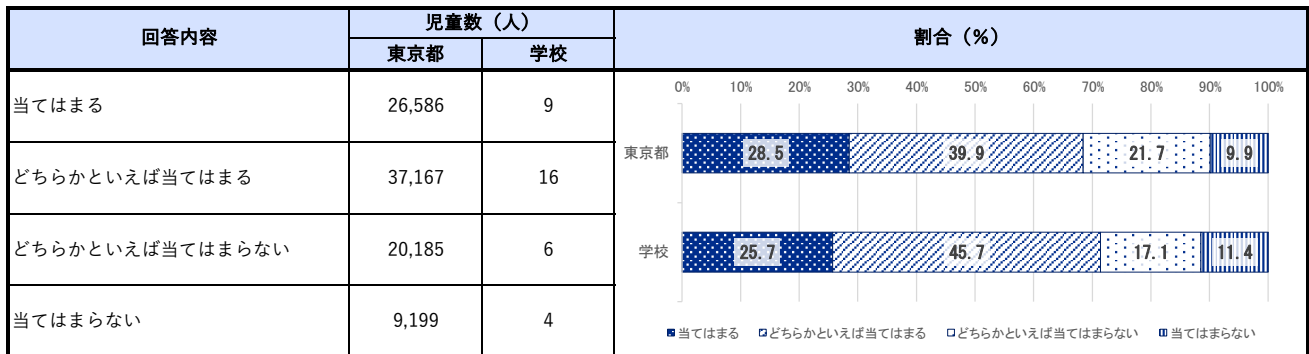 回答内容 児童数（人） 割合（%）
東京都 学校
当てはまる 26,586 9
どちらかといえば当てはまる 37,167 16
どちらかといえば当てはまらない 20,185 6
当てはまらない 9,199 4
0% 10% 20% 30% 40% 50% 60% 70% 80% 90% 100%
東京都 28.5 39.9 21.7 9.9
学校 25.7 45.7 17.1 11.4
当てはまる どちらかといえば当てはまる どちらかといえば当てはまらない 当てはまらない